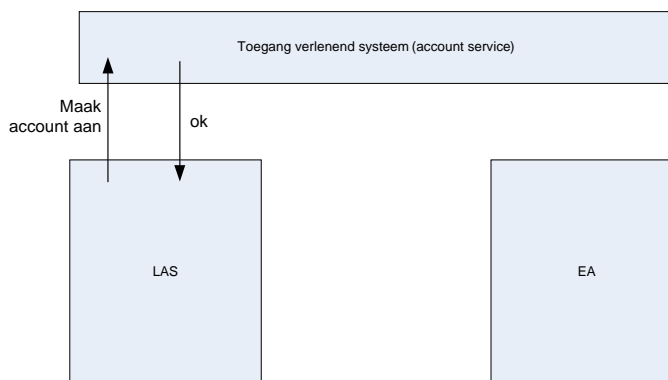 Toegang verlenend systeem (account service)
Maak
account aan
ok
LAS
EA